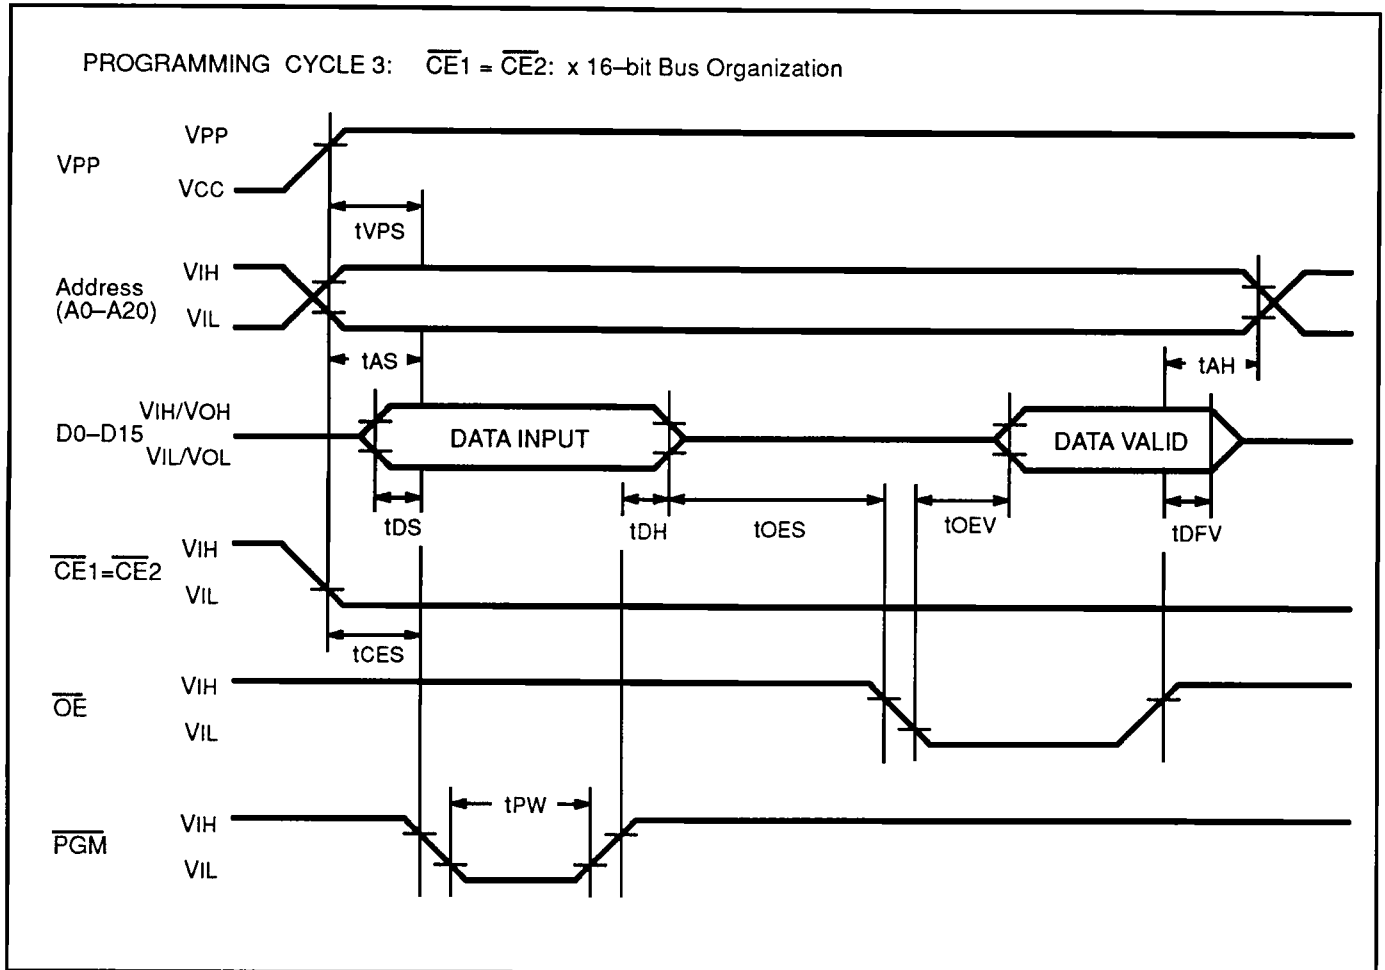 PROGRAMMING CYCLE 3: CE1 = CE2: x 16–bit Bus Organization
VPP
VPP
VCC
tVPS
Address
(A0–A20)
VIH
VIL
tAS
tAH
D0–D15
VIH/VOH
VIL/VOL
DATA INPUT
DATA VALID
tDS
tDH
tOES
tOEV
tDFV
CE1=CE2
VIH
VIL
tCES
OE
VIH
VIL
PGM
VIH
VIL
tPW